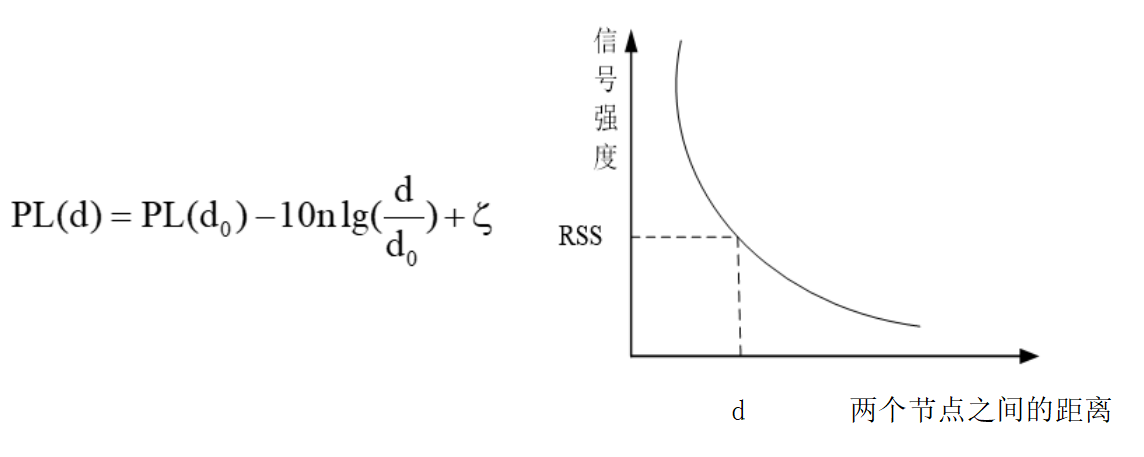 PL(d) = PL(d₀) − 10n lg(d/d₀) + ζ
信号强度
RSS
d
两个节点之间的距离